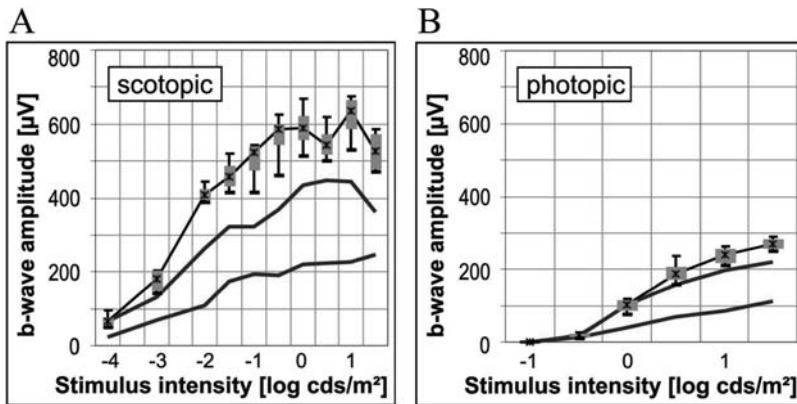 A
scotopic
b-wave amplitude [µV]
800
600
400
200
0
-4 -3 -2 -1 0 1
Stimulus intensity [log cds/m²]
B
photopic
b-wave amplitude [µV]
800
600
400
200
0
-1 0 1
Stimulus intensity [log cds/m²]